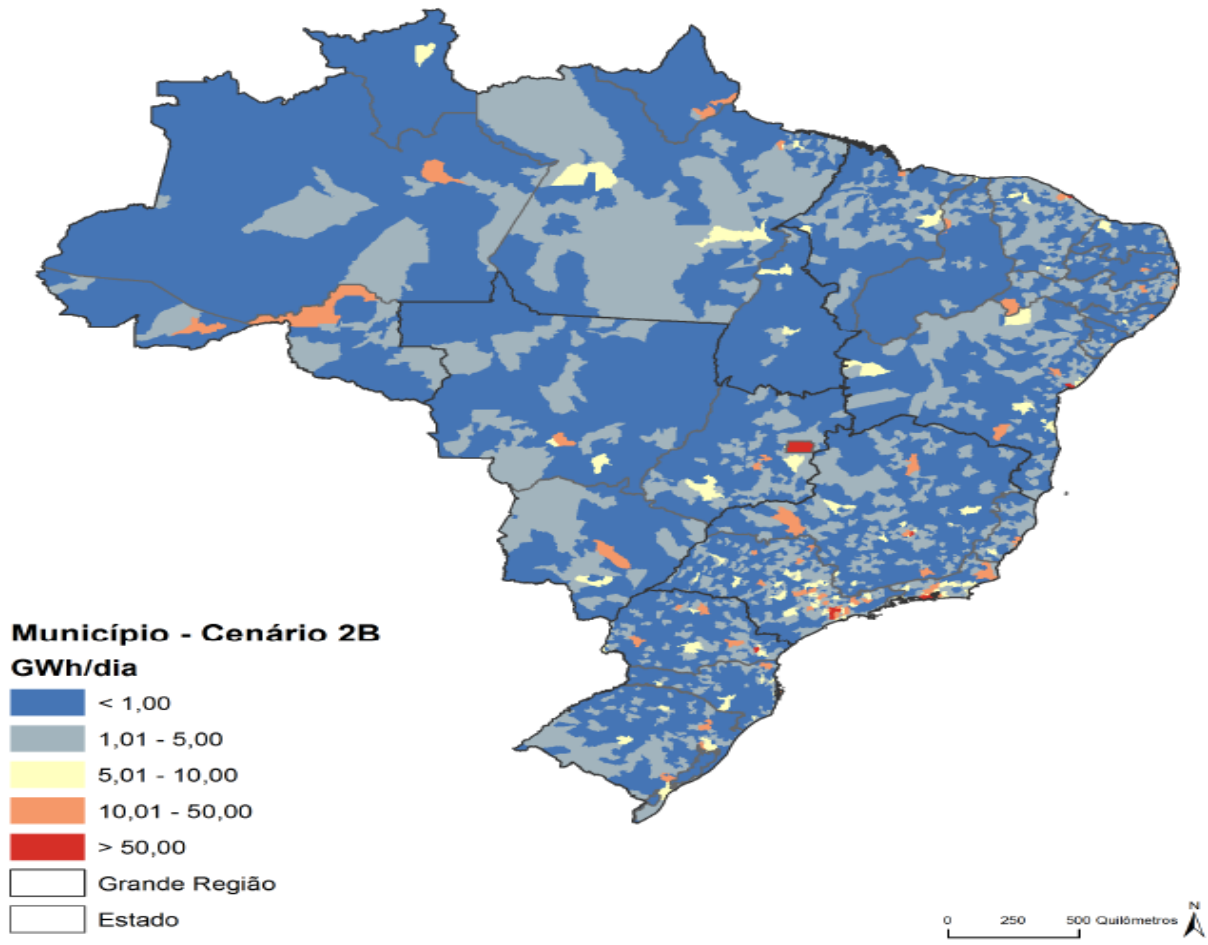 Município - Cenário 2B
GWh/dia
< 1,00
1,01 - 5,00
5,01 - 10,00
10,01 - 50,00
> 50,00
Grande Região
Estado
0 250 500 Quilômetros
N